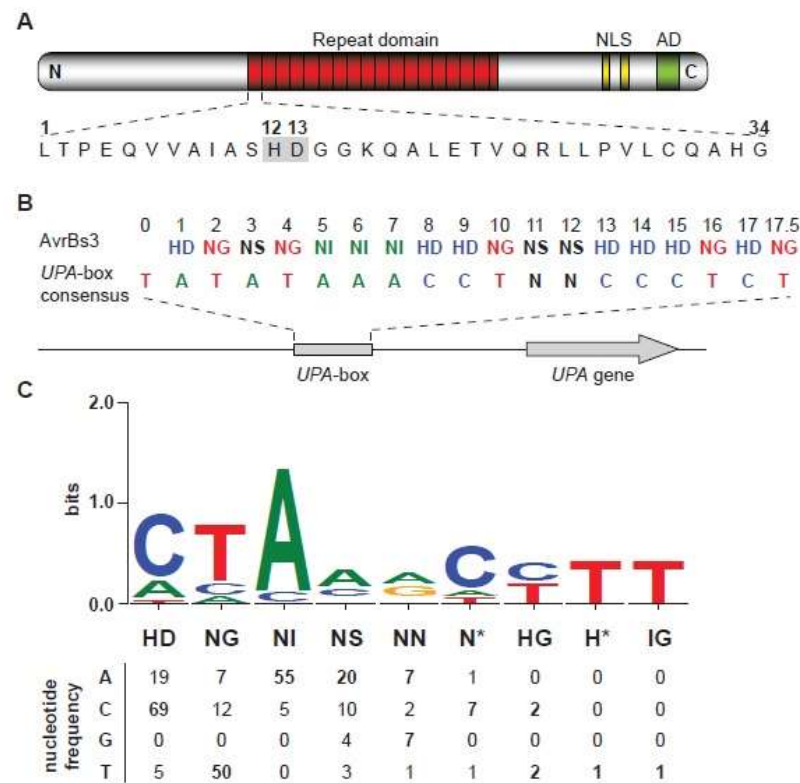 A
Repeat domain NLS AD
N C
1 12 13 34
L T P E Q V V A I A S H D G G K Q A L E T V Q R L L P V L C Q A H G
B
0 1 2 3 4 5 6 7 8 9 10 11 12 13 14 15 16 17 17.5
AvrBs3 HD NG NS NG NI NI NI HD HD NG NS NS HD HD HD NG HD NG
UPA-box
consensus
T A T A T A A A C C T N N C C C T C T
UPA-box UPA gene
C
2.0
bits
1.0
0.0
C A T T C A A C A C A G C A T C T T T
HD NG NI NS NN N* HG H* IG
nucleotide
frequency
A 19 7 55 20 7 1 0 0 0
C 69 12 5 10 2 7 2 0 0
G 0 0 0 4 7 0 0 0 0
T 5 50 0 3 1 1 2 1 1